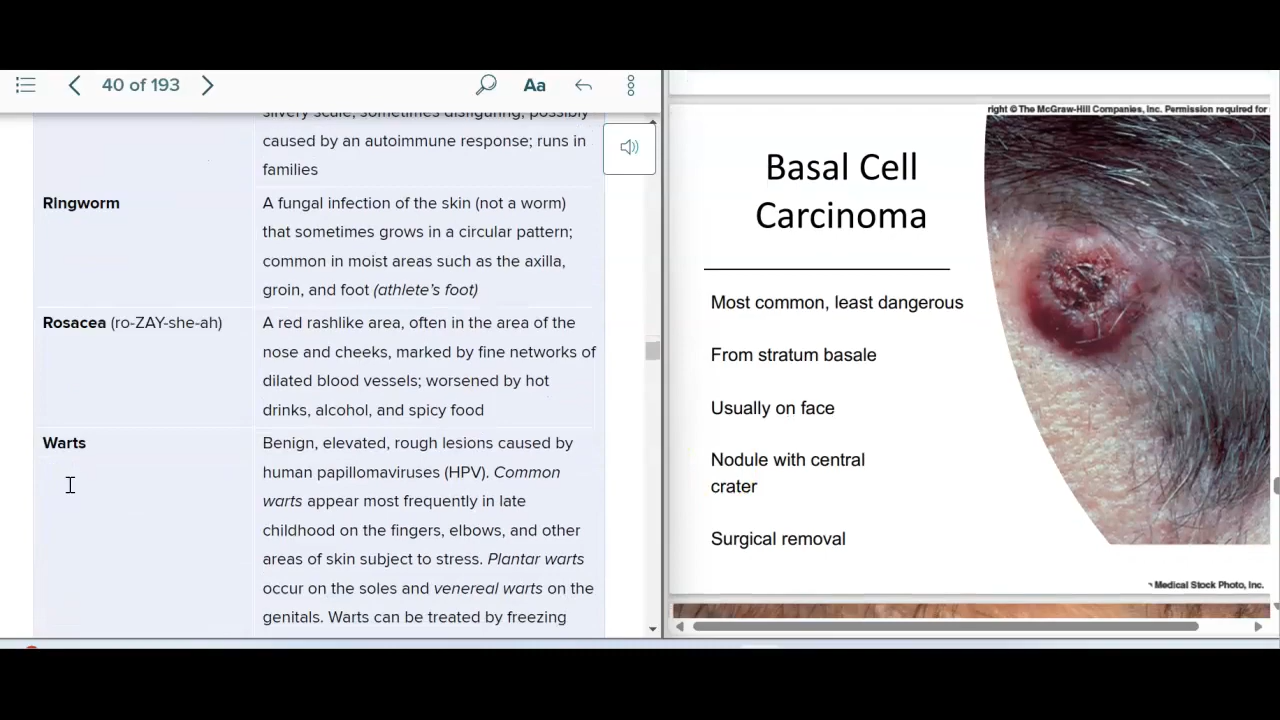 40 of 193
Aa
silvery scale, sometimes disfiguring; possibly
caused by an autoimmune response; runs in
families
Ringworm
A fungal infection of the skin (not a worm)
that sometimes grows in a circular pattern;
common in moist areas such as the axilla,
groin, and foot (athlete's foot)
Rosacea (ro-ZAY-she-ah)
A red rashlike area, often in the area of the
nose and cheeks, marked by fine networks of
dilated blood vessels; worsened by hot
drinks, alcohol, and spicy food
Warts
Benign, elevated, rough lesions caused by
human papillomaviruses (HPV). Common
warts appear most frequently in late
childhood on the fingers, elbows, and other
areas of skin subject to stress. Plantar warts
occur on the soles and venereal warts on the
genitals. Warts can be treated by freezing
right © The McGraw-Hill Companies, Inc. Permission required for
Basal Cell
Carcinoma
Most common, least dangerous
From stratum basale
Usually on face
Nodule with central
crater
Surgical removal
Medical Stock Photo, Inc.